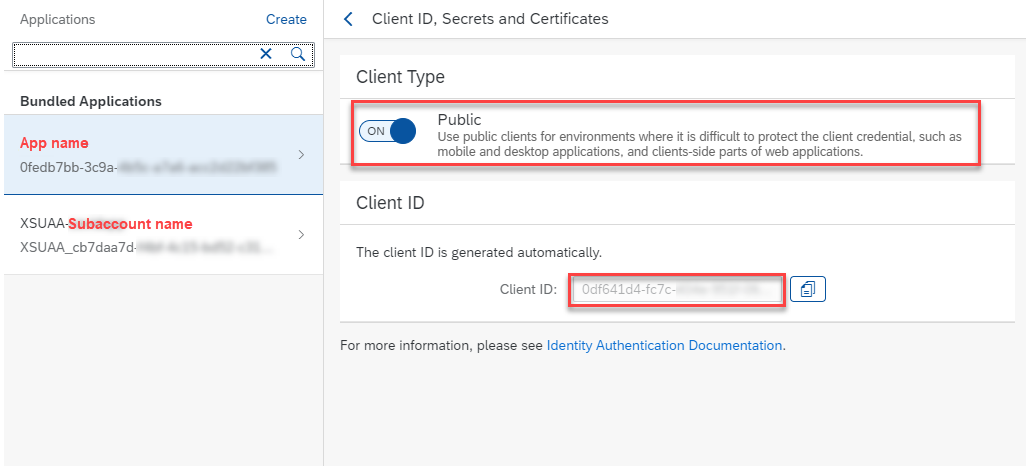 Applications
Create
Bundled Applications
App name
0fedb7bb-3c9a-
XSUAA-Subaccount name
XSUAA_cb7daa7d-
Client ID, Secrets and Certificates
Client Type
ON
Public
Use public clients for environments where it is difficult to protect the client credential, such as
mobile and desktop applications, and clients-side parts of web applications.
Client ID
The client ID is generated automatically.
Client ID:
0df641d4-fc7c-
For more information, please see Identity Authentication Documentation.